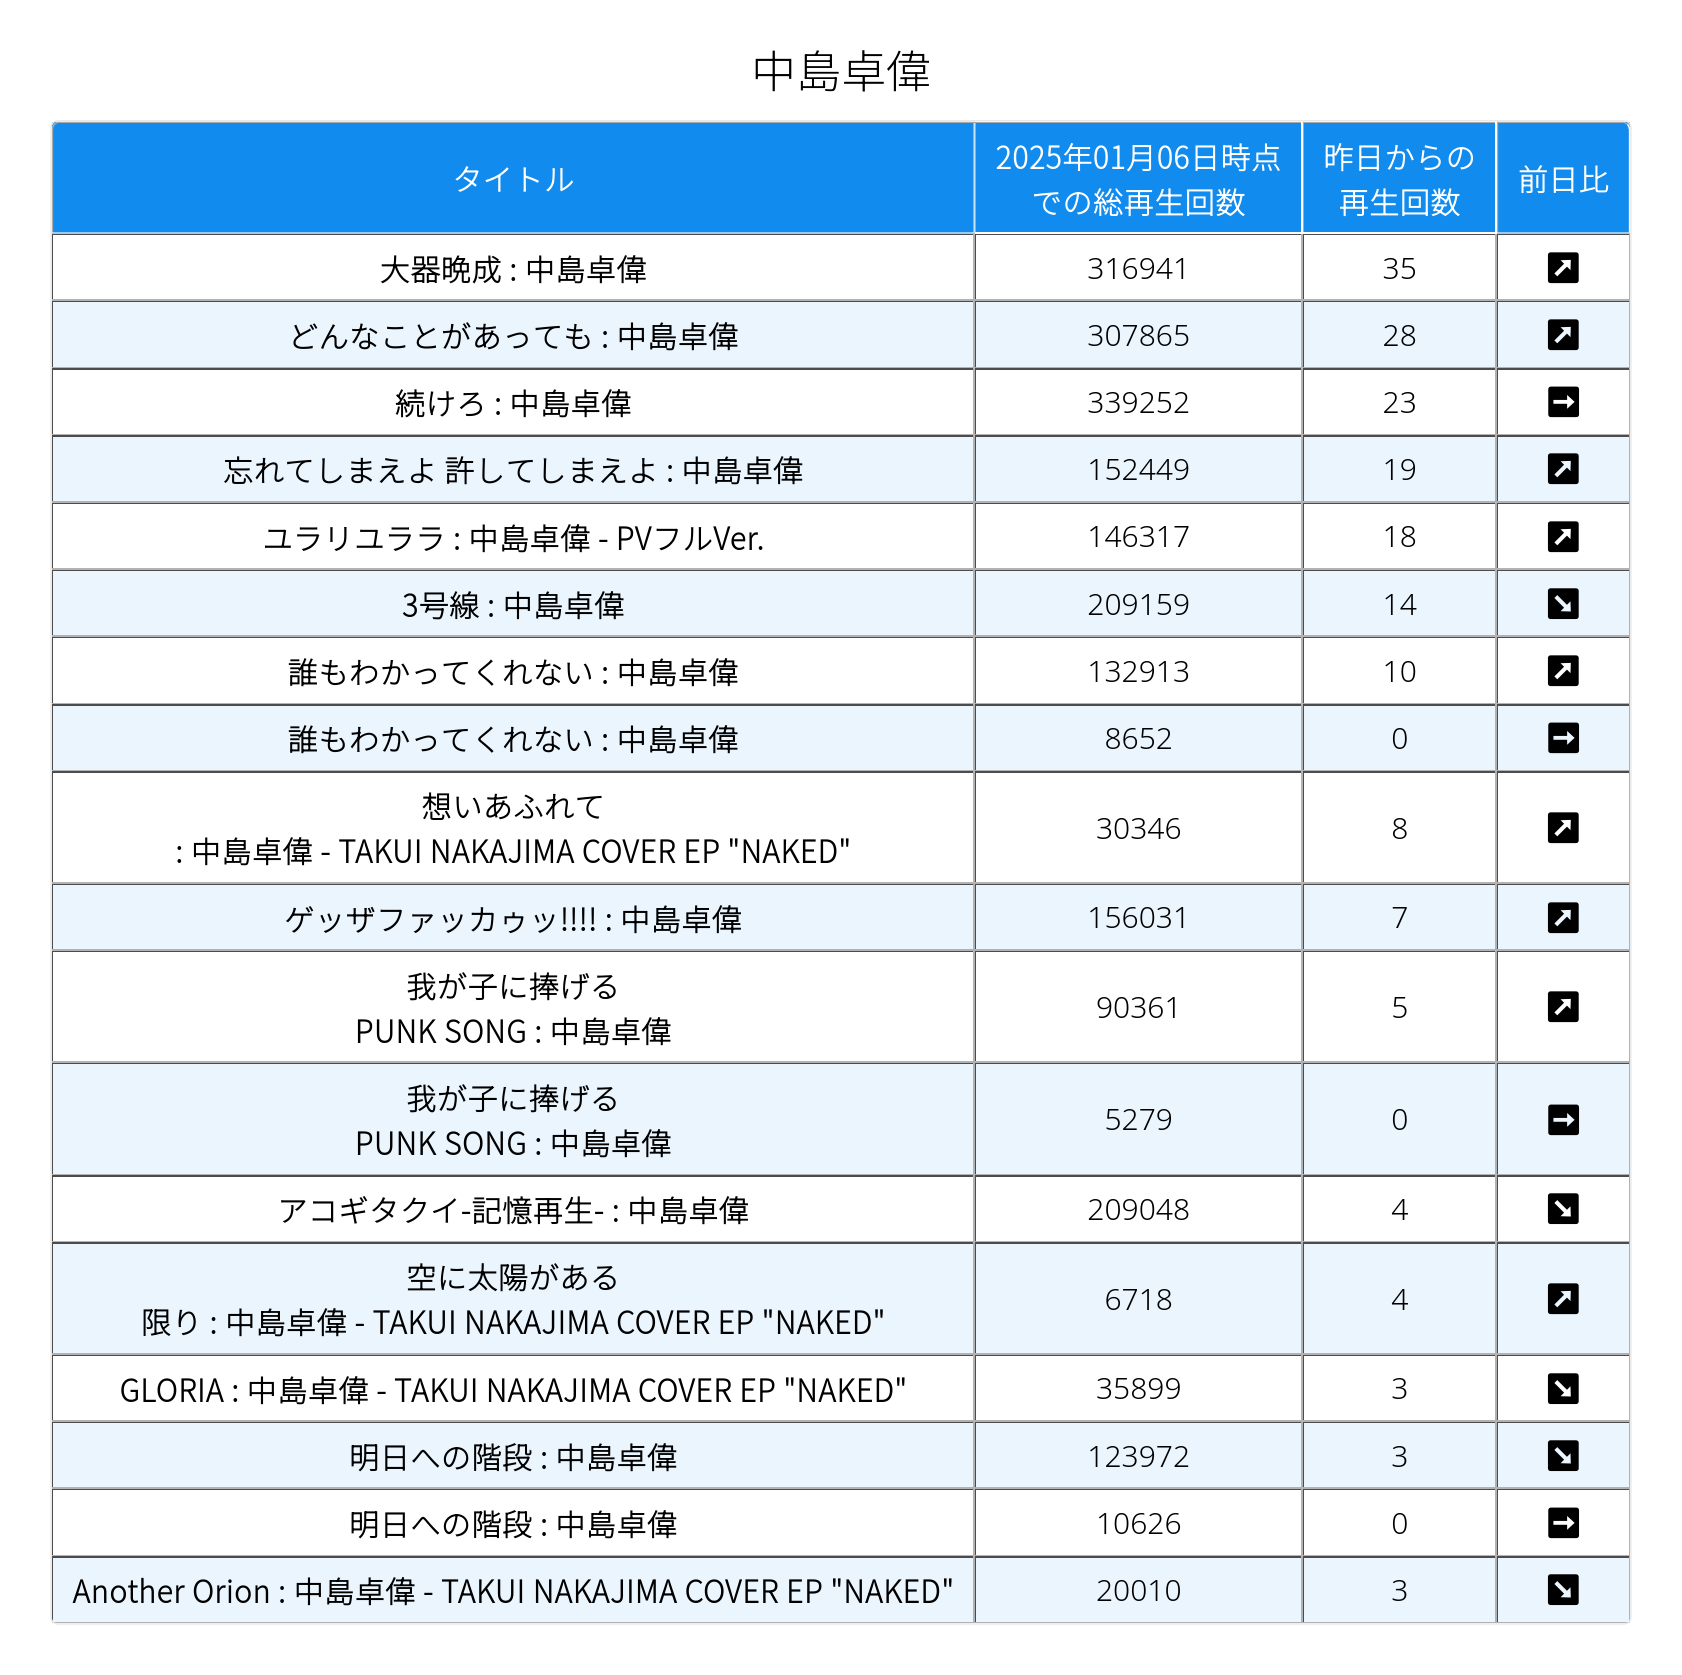 中島卓偉
タイトル
2025年01月06日時点
での総再生回数
昨日からの
再生回数
前日比
大器晩成 : 中島卓偉 316941 35 ↗
どんなことがあっても : 中島卓偉 307865 28 ↗
続けろ : 中島卓偉 339252 23 →
忘れてしまえよ 許してしまえよ : 中島卓偉 152449 19 ↗
ユラリユララ : 中島卓偉 - PVフルVer. 146317 18 ↗
3号線 : 中島卓偉 209159 14 ↘
誰もわかってくれない : 中島卓偉 132913 10 ↗
誰もわかってくれない : 中島卓偉 8652 0 →
想いあふれて
: 中島卓偉 - TAKUI NAKAJIMA COVER EP "NAKED" 30346 8 ↗
ゲッザファッカゥッ!!!! : 中島卓偉 156031 7 ↗
我が子に捧げる
PUNK SONG : 中島卓偉 90361 5 ↗
我が子に捧げる
PUNK SONG : 中島卓偉 5279 0 →
アコギタクイ-記憶再生- : 中島卓偉 209048 4 ↘
空に太陽がある
限り : 中島卓偉 - TAKUI NAKAJIMA COVER EP "NAKED" 6718 4 ↗
GLORIA : 中島卓偉 - TAKUI NAKAJIMA COVER EP "NAKED" 35899 3 ↘
明日への階段 : 中島卓偉 123972 3 ↘
明日への階段 : 中島卓偉 10626 0 →
Another Orion : 中島卓偉 - TAKUI NAKAJIMA COVER EP "NAKED" 20010 3 ↘